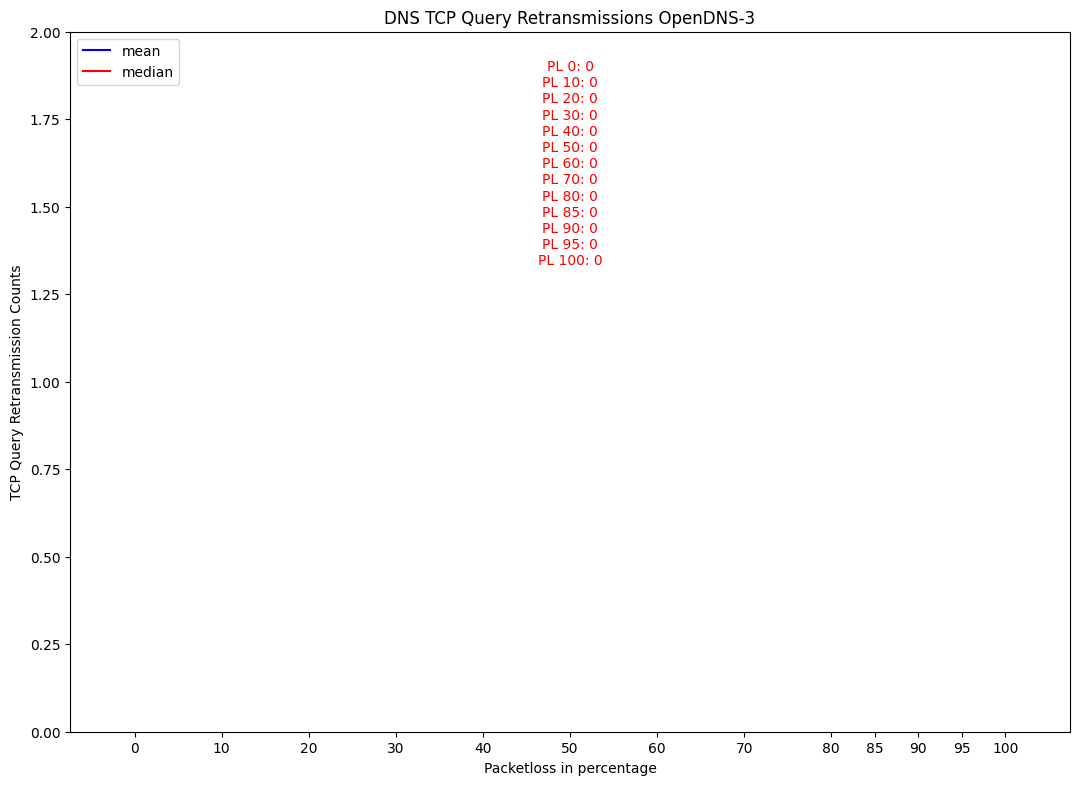 DNS TCP Query Retransmissions OpenDNS-3
mean
median
PL 0: 0
PL 10: 0
PL 20: 0
PL 30: 0
PL 40: 0
PL 50: 0
PL 60: 0
PL 70: 0
PL 80: 0
PL 85: 0
PL 90: 0
PL 95: 0
PL 100: 0
TCP Query Retransmission Counts
2.00
1.75
1.50
1.25
1.00
0.75
0.50
0.25
0.00
0 10 20 30 40 50 60 70 80 85 90 95 100
Packetloss in percentage